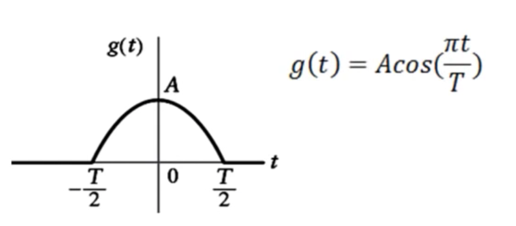 g(t)
g(t) = Acos(πt/T)
A
t
-T/2
0
T/2